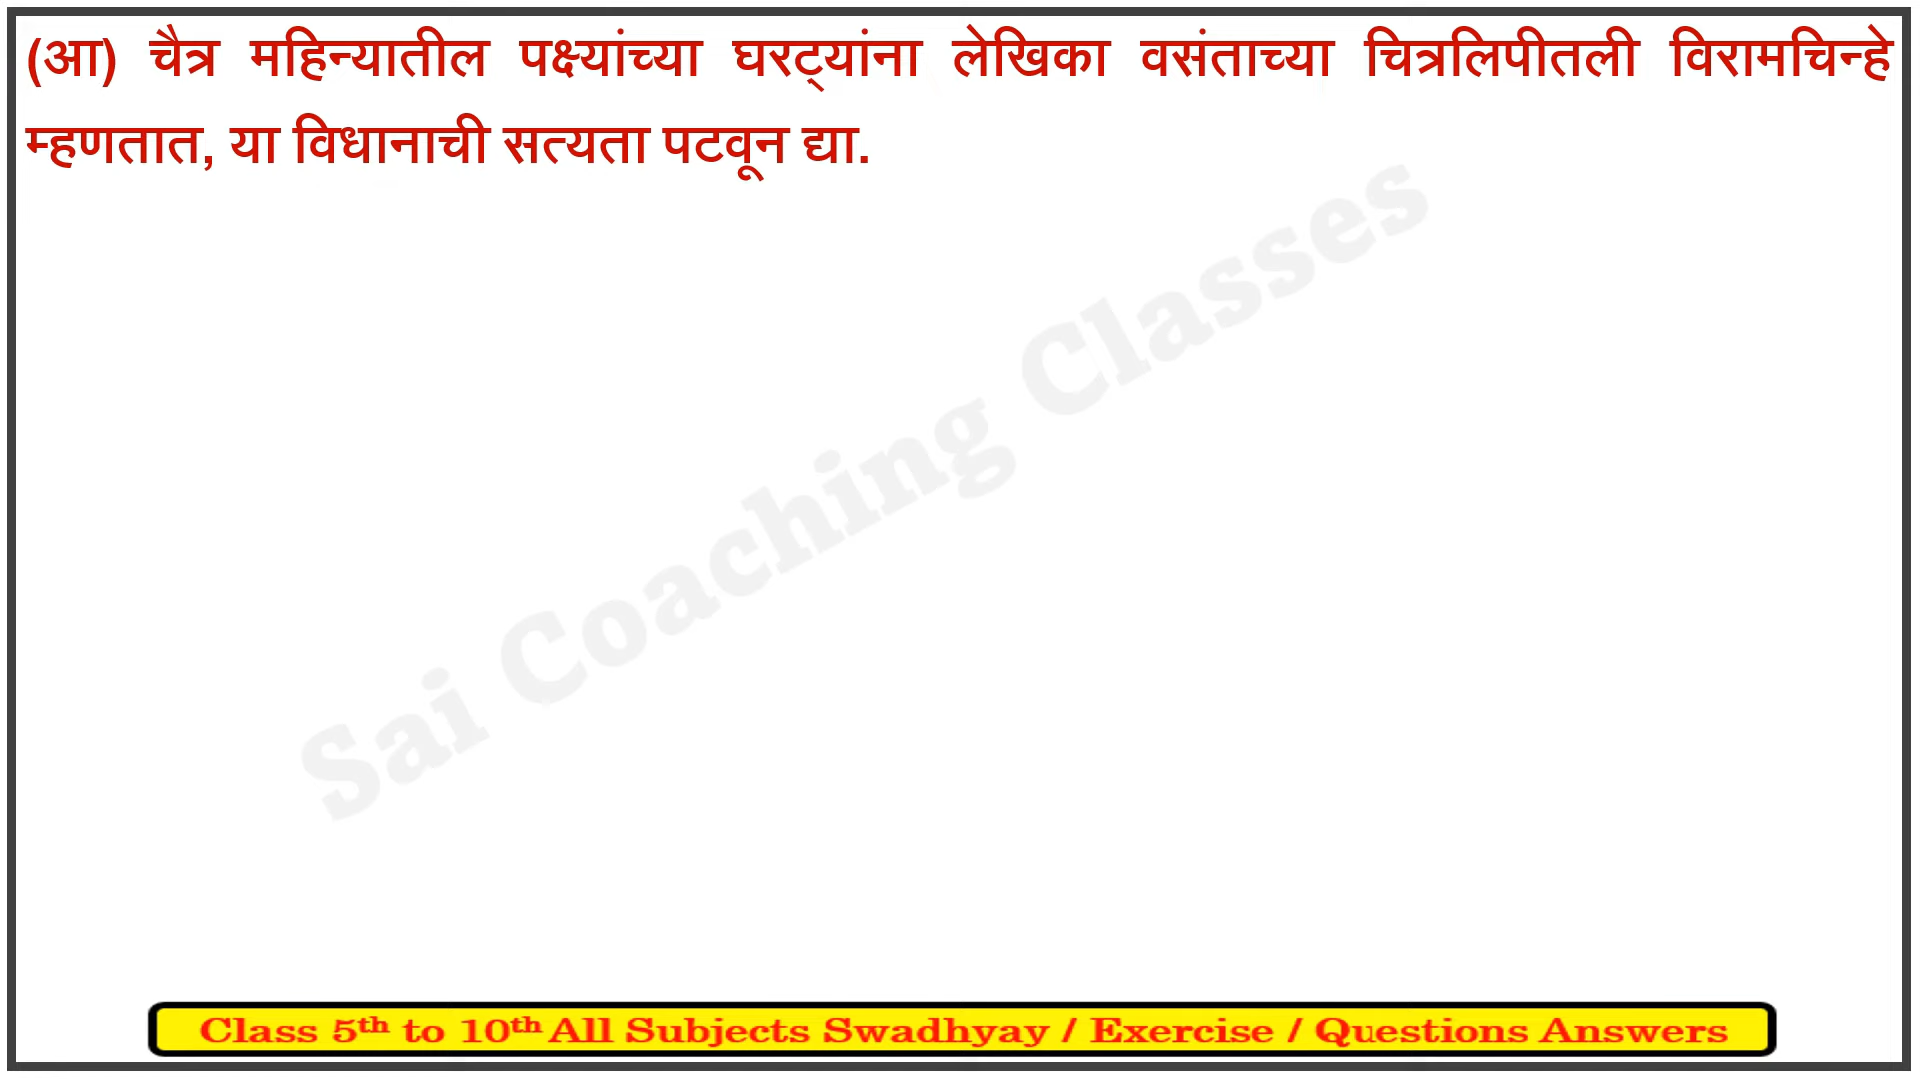 (आ) चैत्र महिन्यातील पक्ष्यांच्या घरट्यांना लेखिका वसंताच्या चित्रलिपीतली विरामचिन्हे
म्हणतात, या विधानाची सत्यता पटवून द्या.
Sai Coaching Classes
Class 5th to 10th All Subjects Swadhyay / Exercise / Questions Answers